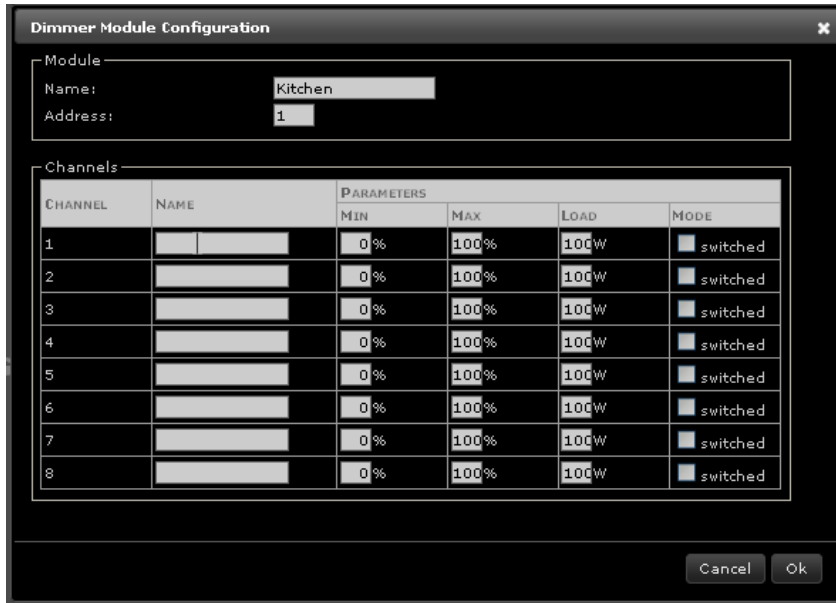 Dimmer Module Configuration
Module
Name: Kitchen
Address: 1
Channels
CHANNEL NAME PARAMETERS
MIN MAX LOAD MODE
1 0% 100% 100W switched
2 0% 100% 100W switched
3 0% 100% 100W switched
4 0% 100% 100W switched
5 0% 100% 100W switched
6 0% 100% 100W switched
7 0% 100% 100W switched
8 0% 100% 100W switched
Cancel Ok